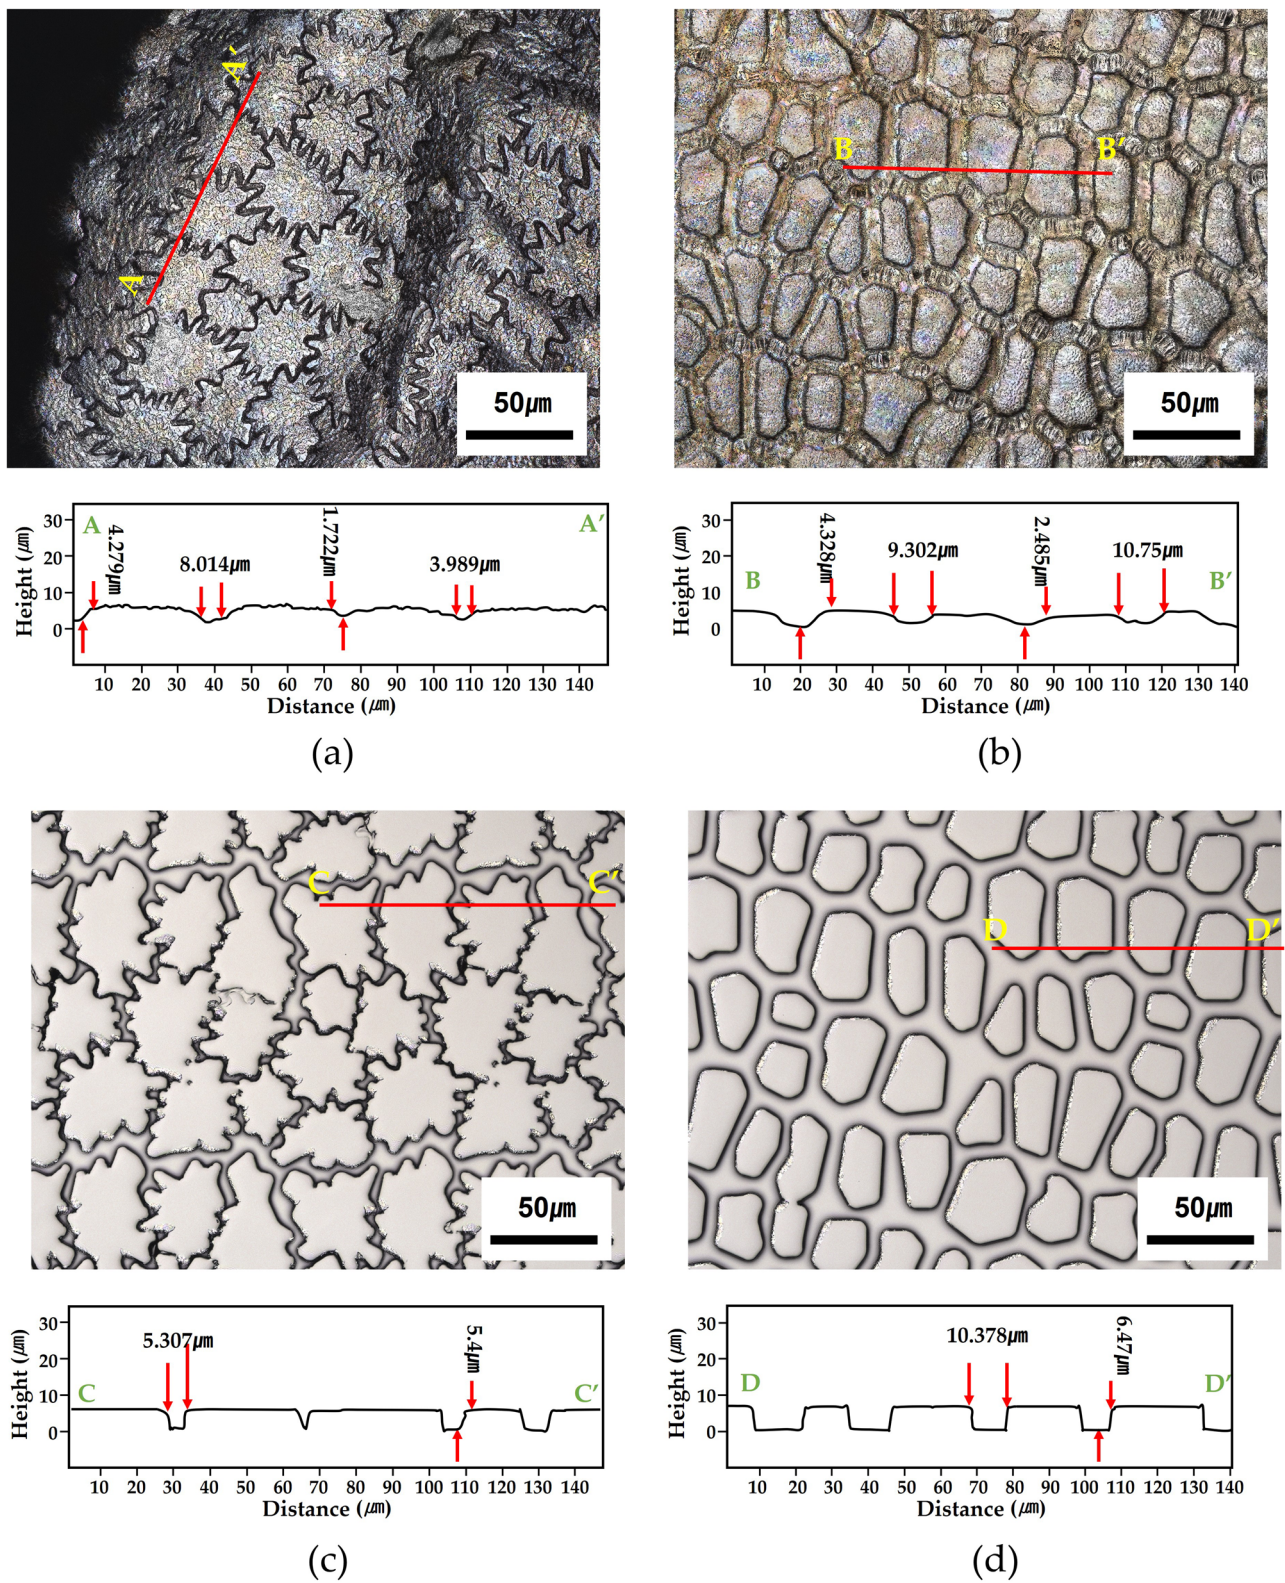 A′
A
50㎛
B
B′
50㎛
Height (㎛)
30
20
10
0
A
4.279㎛
8.014㎛
1.722㎛
3.989㎛
A′
10 20 30 40 50 60 70 80 90 100 110 120 130 140
Distance (㎛)
(a)
Height (㎛)
30
20
10
0
B
4.328㎛
9.302㎛
2.485㎛
10.75㎛
B′
10 20 30 40 50 60 70 80 90 100 110 120 130 140
Distance (㎛)
(b)
C
C′
50㎛
D
D′
50㎛
Height (㎛)
30
20
10
0
C
5.307㎛
5.4㎛
C′
10 20 30 40 50 60 70 80 90 100 110 120 130 140
Distance (㎛)
(c)
Height (㎛)
30
20
10
0
D
10.378㎛
6.47㎛
D′
10 20 30 40 50 60 70 80 90 100 110 120 130 140
Distance (㎛)
(d)